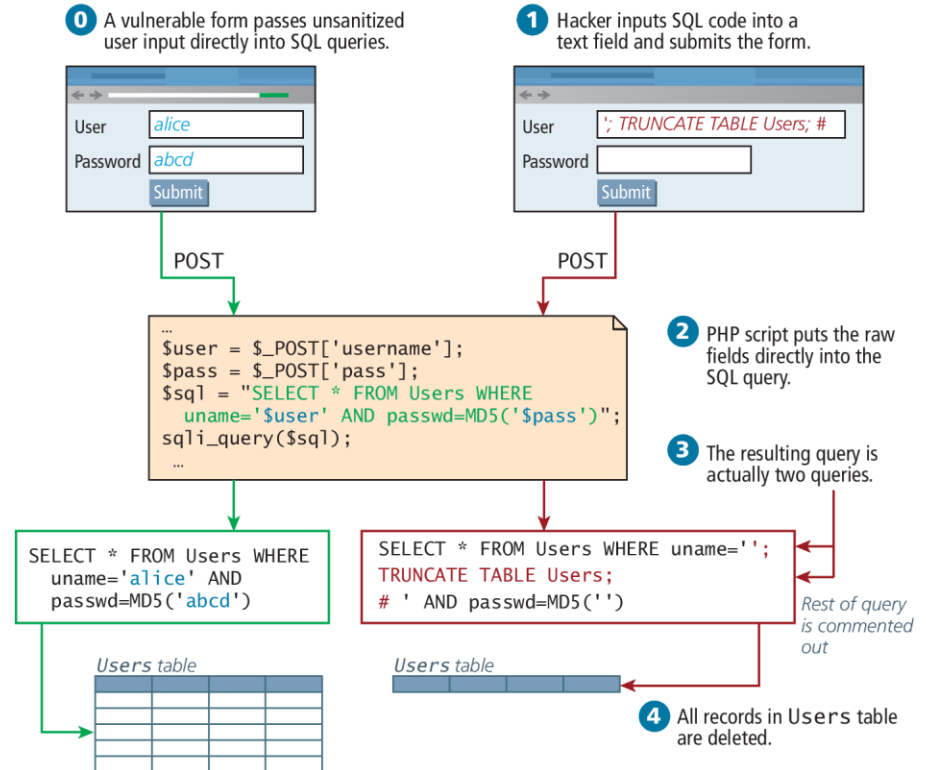 0 A vulnerable form passes unsanitized
user input directly into SQL queries.
1 Hacker inputs SQL code into a
text field and submits the form.
User alice
Password abcd
Submit
User '; TRUNCATE TABLE Users; #
Password
Submit
POST
POST
…
$user = $_POST['username'];
$pass = $_POST['pass'];
$sql = "SELECT * FROM Users WHERE
uname='$user' AND passwd=MD5('$pass')";
sqli_query($sql);
…
2 PHP script puts the raw
fields directly into the
SQL query.
3 The resulting query is
actually two queries.
SELECT * FROM Users WHERE
uname='alice' AND
passwd=MD5('abcd')
SELECT * FROM Users WHERE uname='';
TRUNCATE TABLE Users;
# ' AND passwd=MD5('')
Rest of query
is commented
out
Users table
Users table
4 All records in Users table
are deleted.